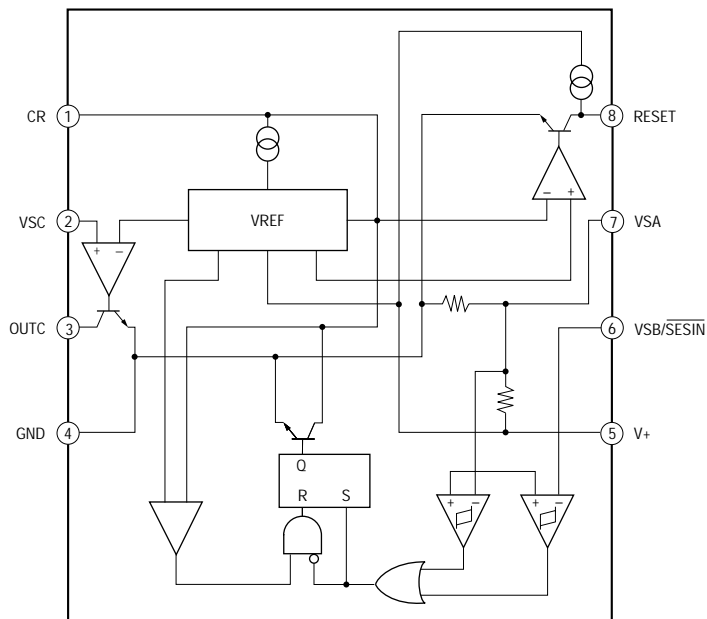 CR 1
8 RESET
VSC 2
+ −
VREF
− +
7 VSA
OUTC 3
6 VSB/SESIN
GND 4
5 V+
Q
R S
+ −
+ −